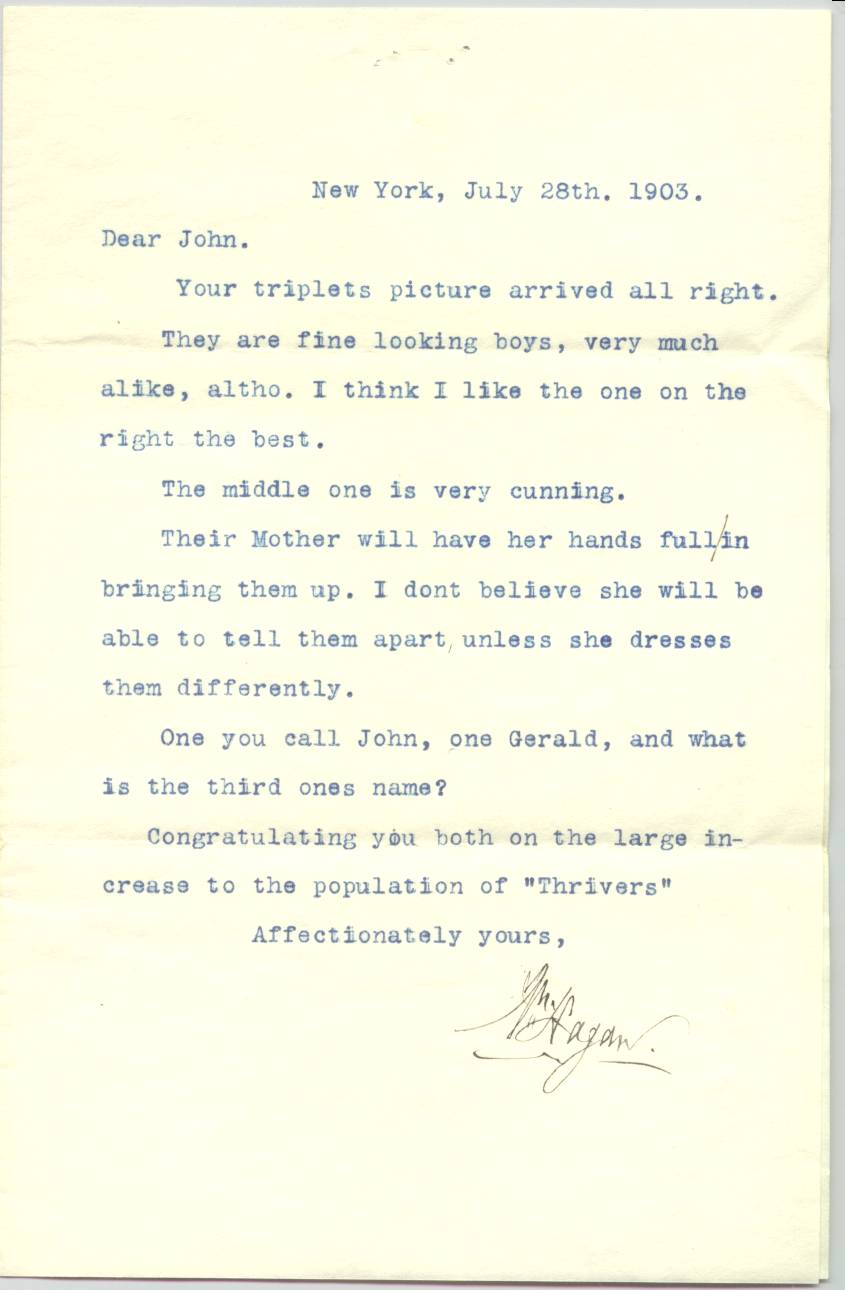 New York, July 28th. 1903.
Dear John.
Your triplets picture arrived all right.
They are fine looking boys, very much
alike, altho. I think I like the one on the
right the best.
The middle one is very cunning.
Their Mother will have her hands full/in
bringing them up. I dont believe she will be
able to tell them apart, unless she dresses
them differently.
One you call John, one Gerald, and what
is the third ones name?
Congratulating you both on the large in-
crease to the population of "Thrivers"
Affectionately yours,
Wm Hagan.